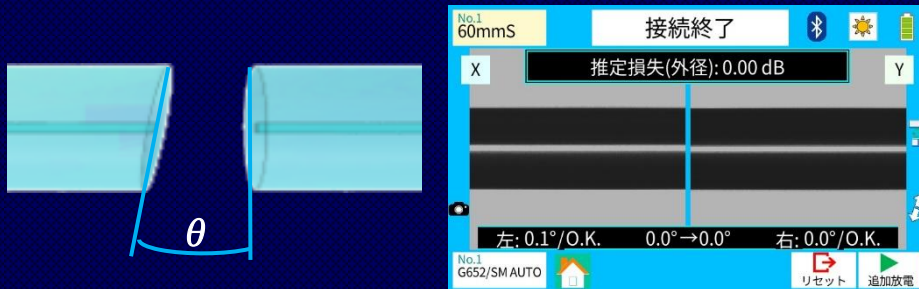 θ
No.1
60mmS
接続終了
X
推定損失(外径): 0.00 dB
Y
左: 0.1°/O.K.
0.0°→0.0°
右: 0.0°/O.K.
No.1
G652/SM AUTO
リセット
追加放電